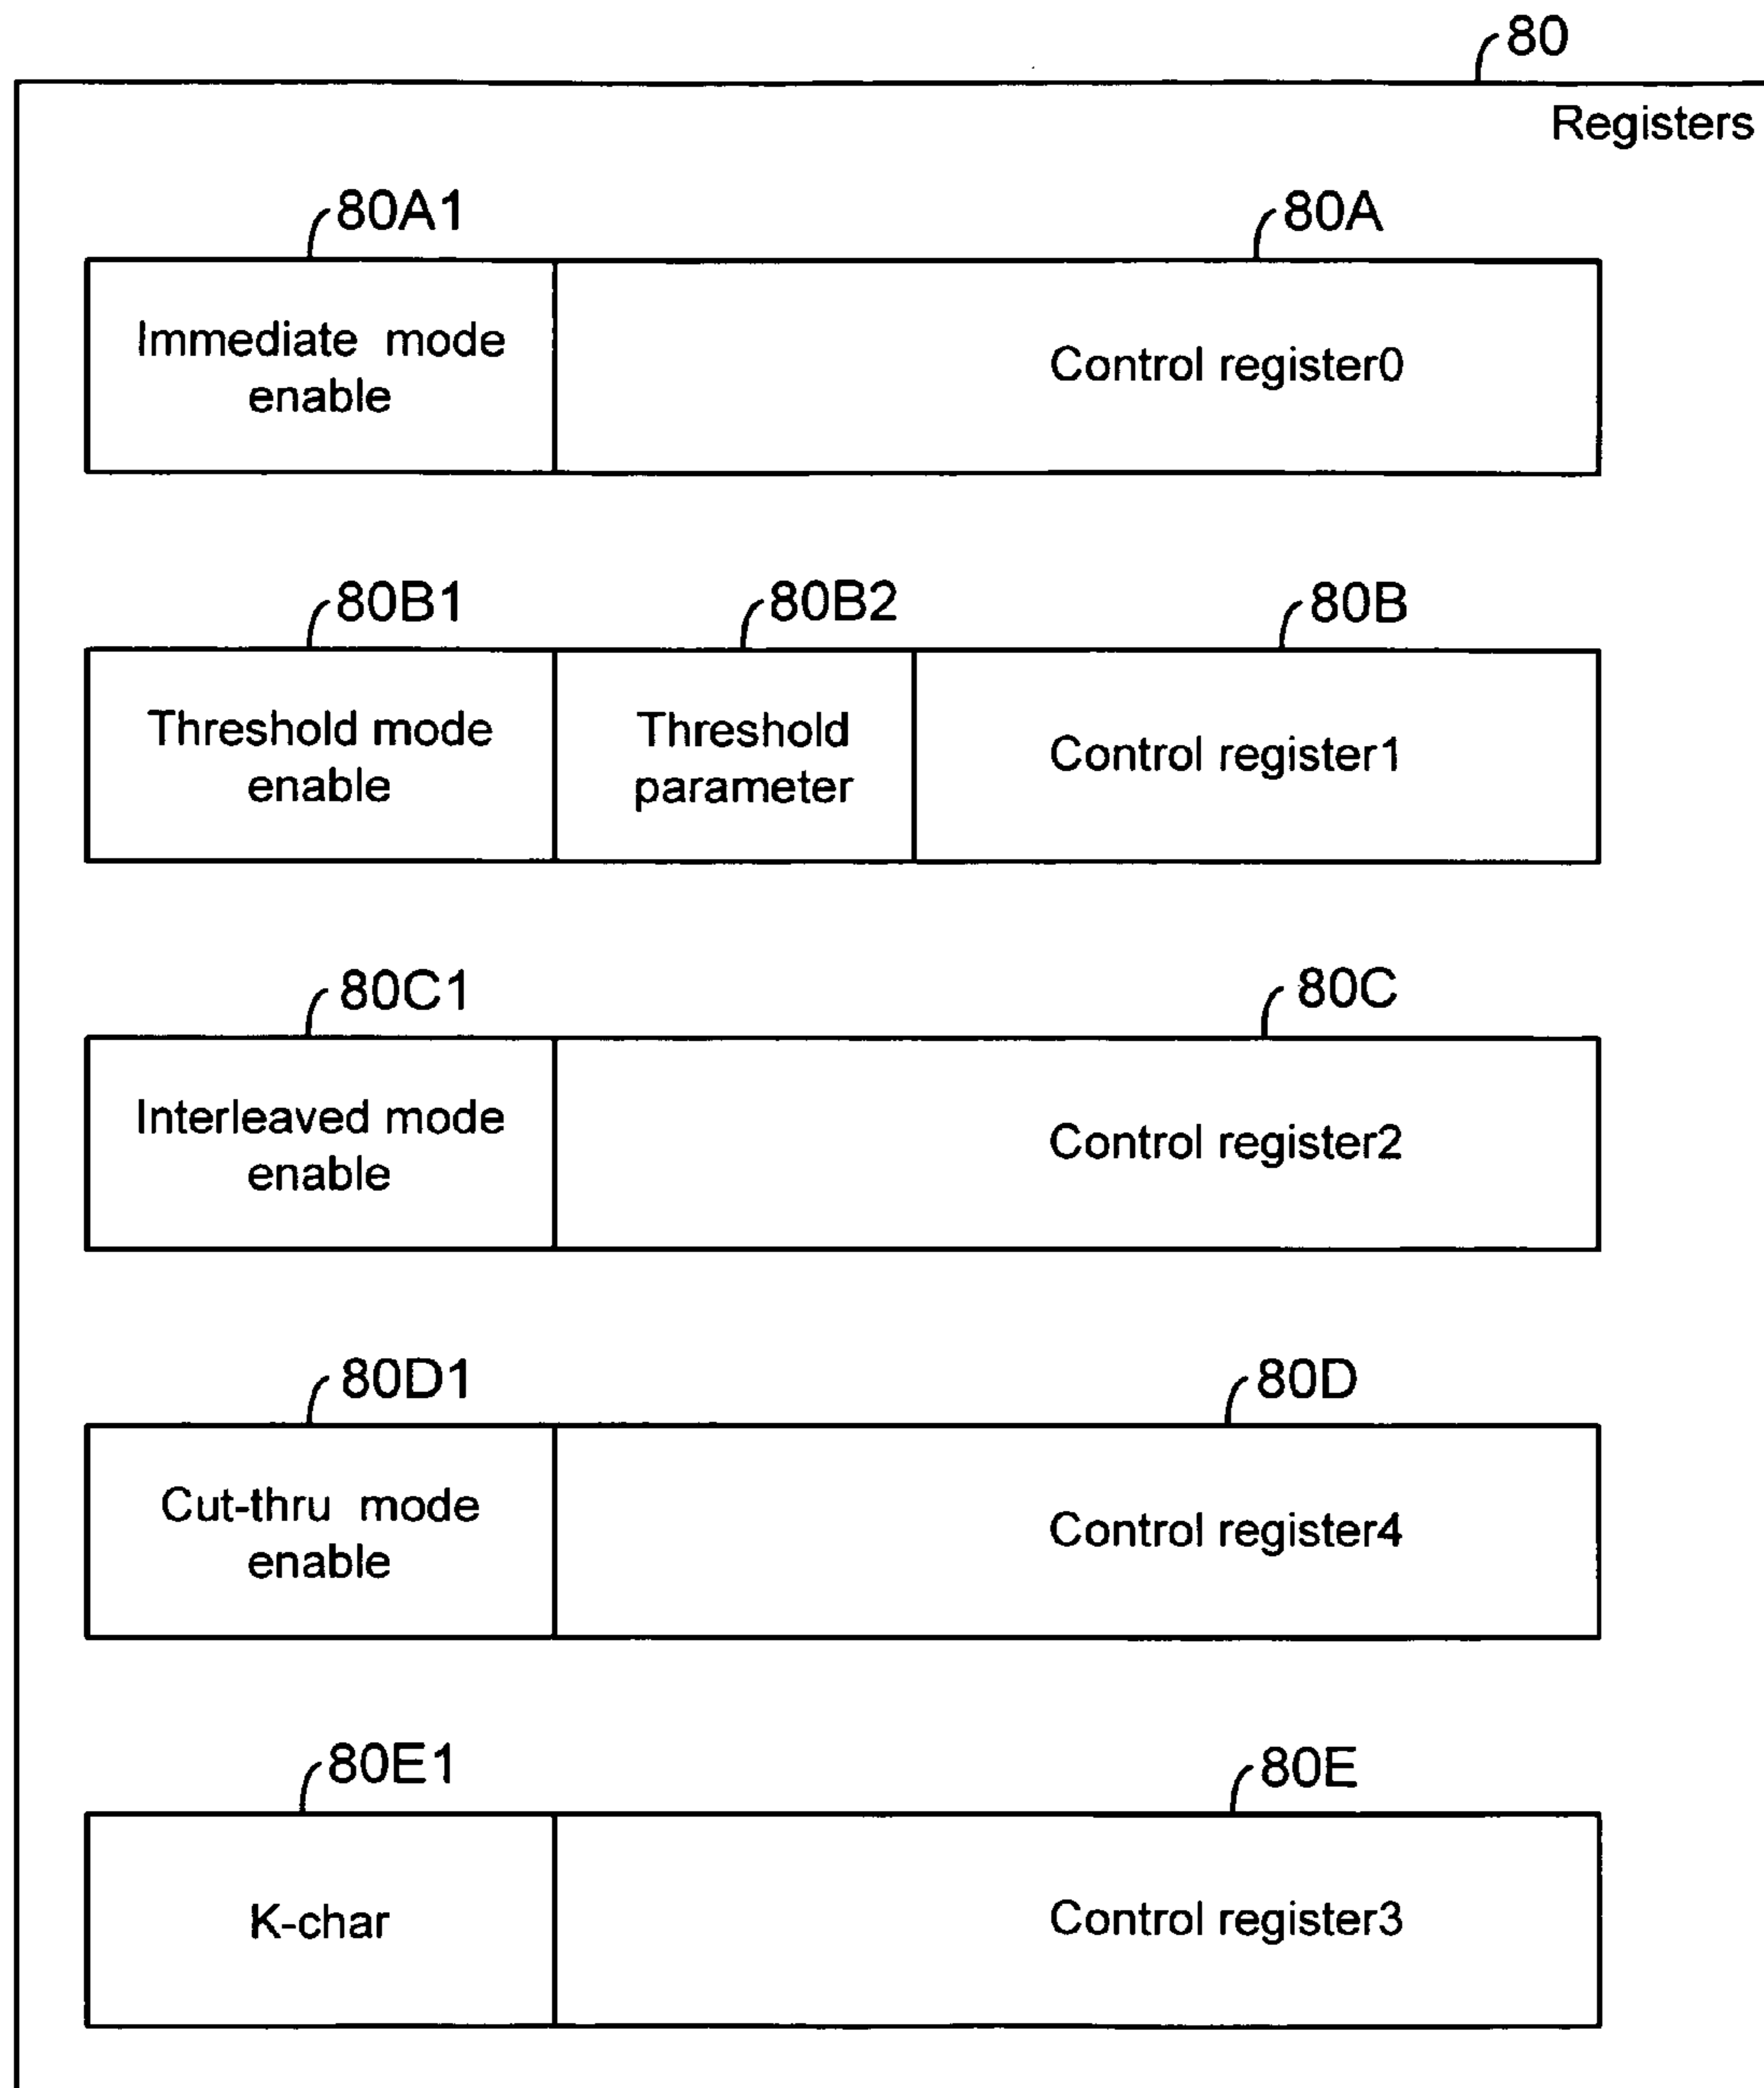 80
Registers
80A1
80A
Immediate mode
enable
Control register0
80B1
80B2
80B
Threshold mode
enable
Threshold
parameter
Control register1
80C1
80C
Interleaved mode
enable
Control register2
80D1
80D
Cut-thru mode
enable
Control register4
80E1
80E
K-char
Control register3